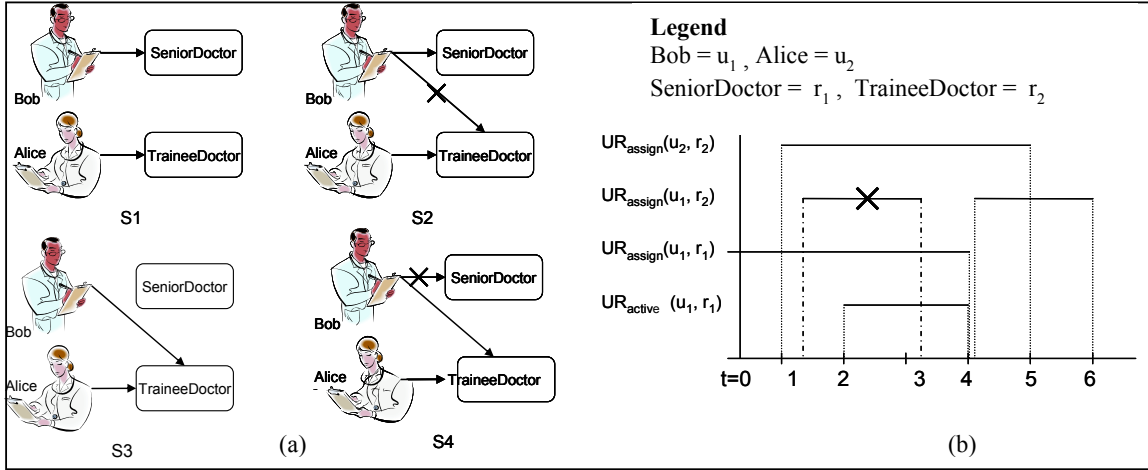 SeniorDoctor
Bob
Alice
TraineeDoctor
S1
SeniorDoctor
Bob
Alice
TraineeDoctor
S2
SeniorDoctor
Bob
Alice
TraineeDoctor
S3
SeniorDoctor
Bob
Alice
TraineeDoctor
S4
(a)
Legend
Bob = u1 , Alice = u2
SeniorDoctor = r1 , TraineeDoctor = r2
URassign(u2, r2)
URassign(u1, r2)
URassign(u1, r1)
URactive (u1, r1)
t=0 1 2 3 4 5 6
(b)